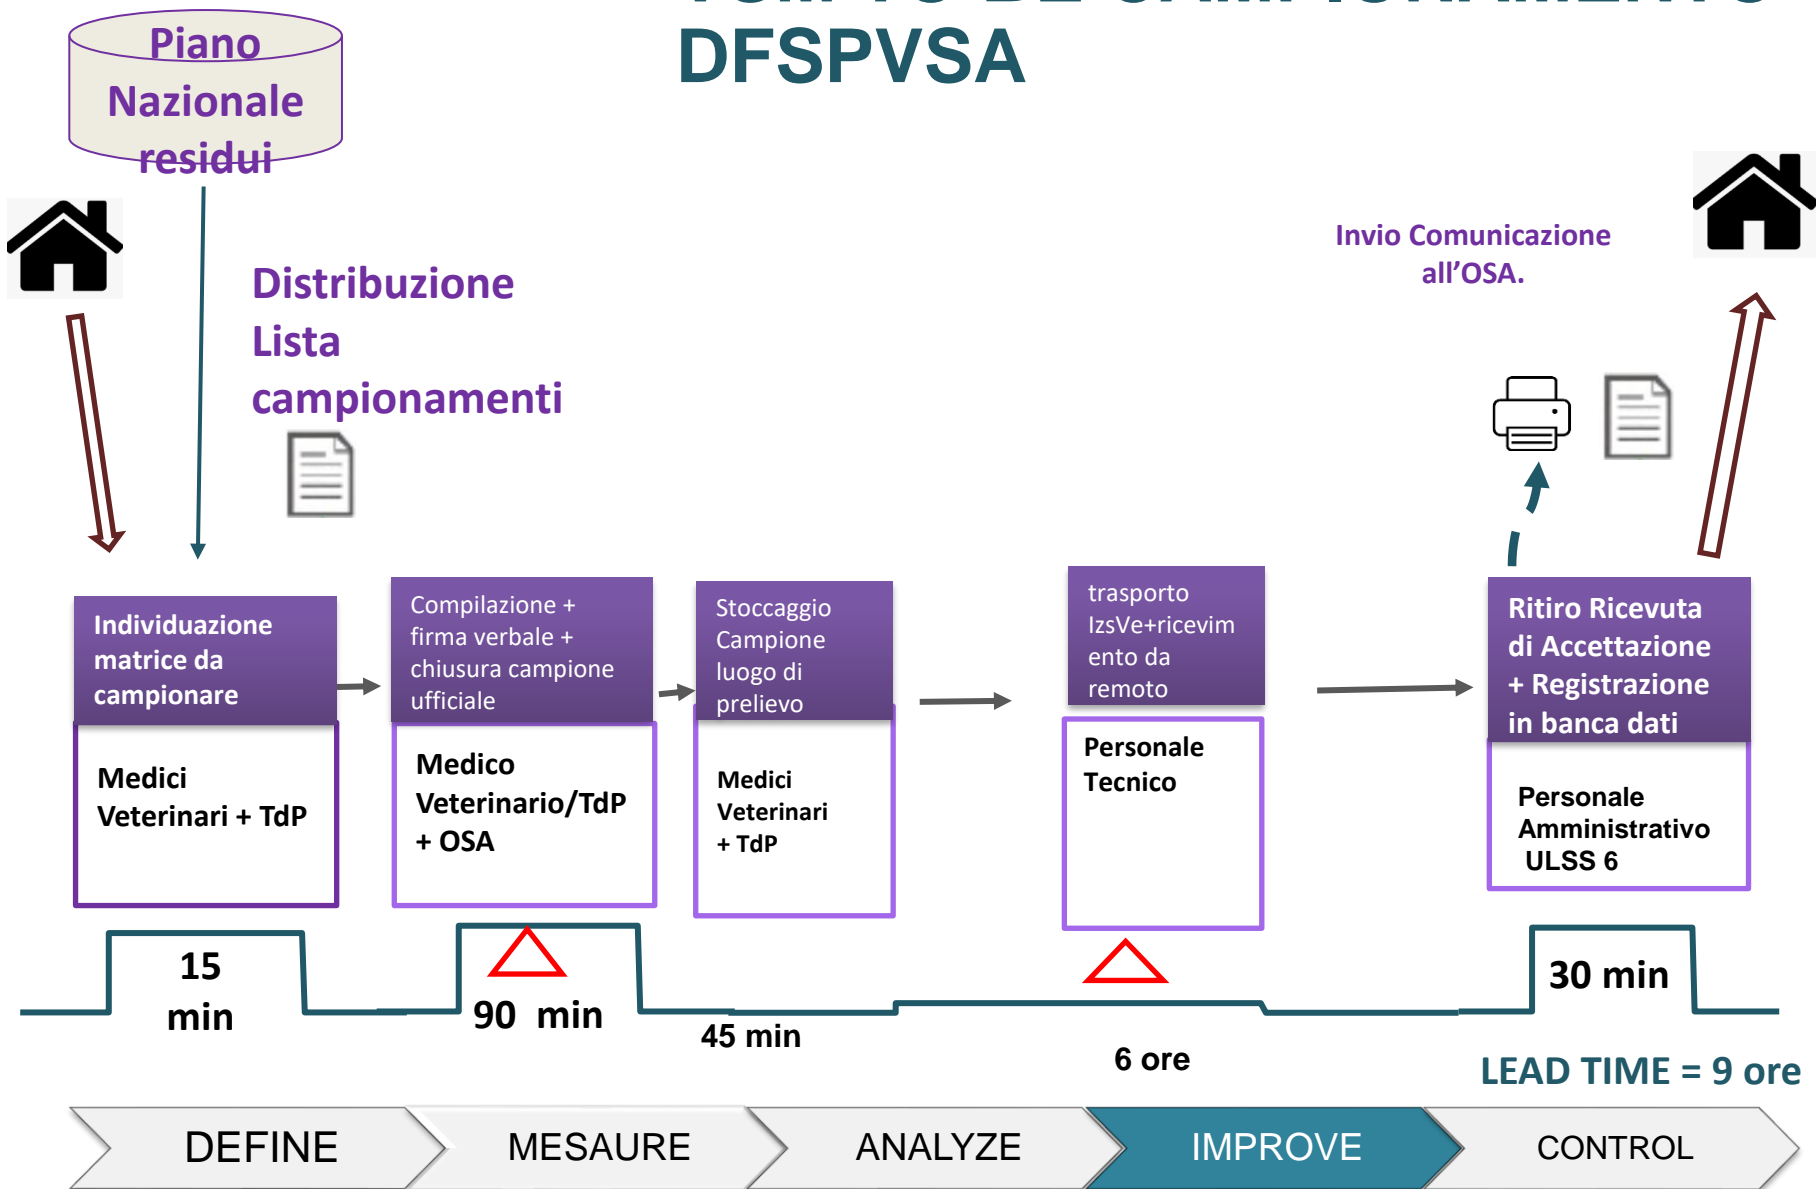 DFSPVSA
Piano
Nazionale
residui
Distribuzione
Lista
campionamenti
Invio Comunicazione
all'OSA.
Individuazione
matrice da
campionare
Medici
Veterinari + TdP
Compilazione +
firma verbale +
chiusura campione
ufficiale
Medico
Veterinario/TdP
+ OSA
Stoccaggio
Campione
luogo di
prelievo
Medici
Veterinari
+ TdP
trasporto
IzsVe+ricevim
ento da
remoto
Personale
Tecnico
Ritiro Ricevuta
di Accettazione
+ Registrazione
in banca dati
Personale
Amministrativo
ULSS 6
15
min
90 min
45 min
6 ore
30 min
LEAD TIME = 9 ore
DEFINE
MESAURE
ANALYZE
IMPROVE
CONTROL